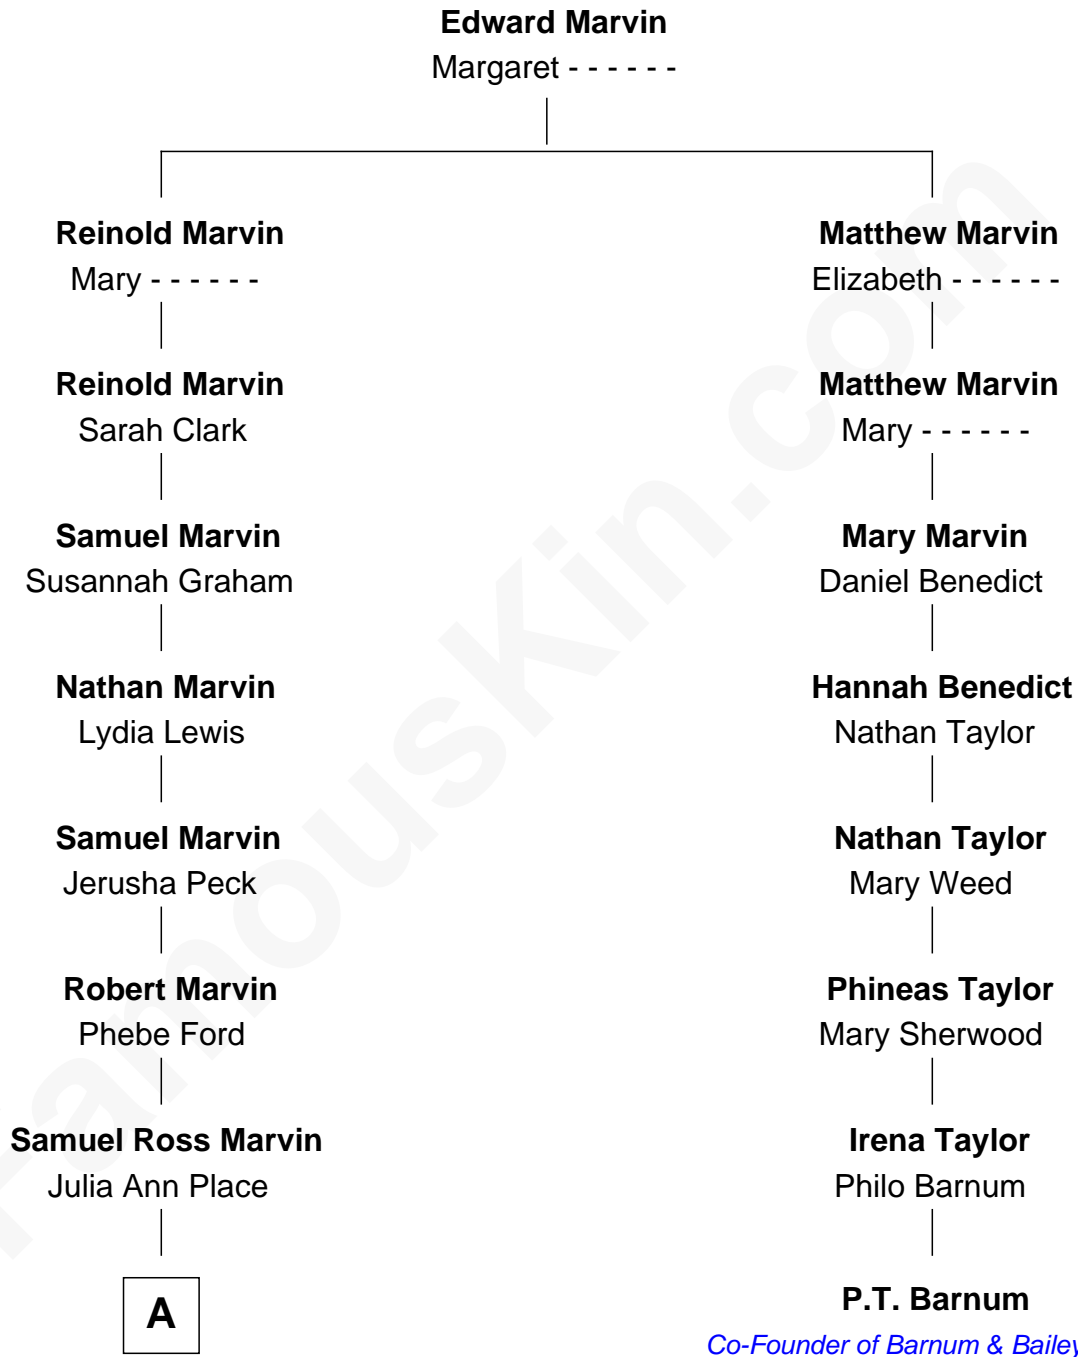 Edward Marvin
Margaret - - - - - -
Reinold Marvin
Mary - - - - - -
Matthew Marvin
Elizabeth - - - - - -
Reinold Marvin
Sarah Clark
Matthew Marvin
Mary - - - - - -
Samuel Marvin
Susannah Graham
Mary Marvin
Daniel Benedict
Nathan Marvin
Lydia Lewis
Hannah Benedict
Nathan Taylor
Samuel Marvin
Jerusha Peck
Nathan Taylor
Mary Weed
Robert Marvin
Phebe Ford
Phineas Taylor
Mary Sherwood
Samuel Ross Marvin
Julia Ann Place
Irena Taylor
Philo Barnum
A
P.T. Barnum
Co-Founder of Barnum & Bailey
FamousKin.com